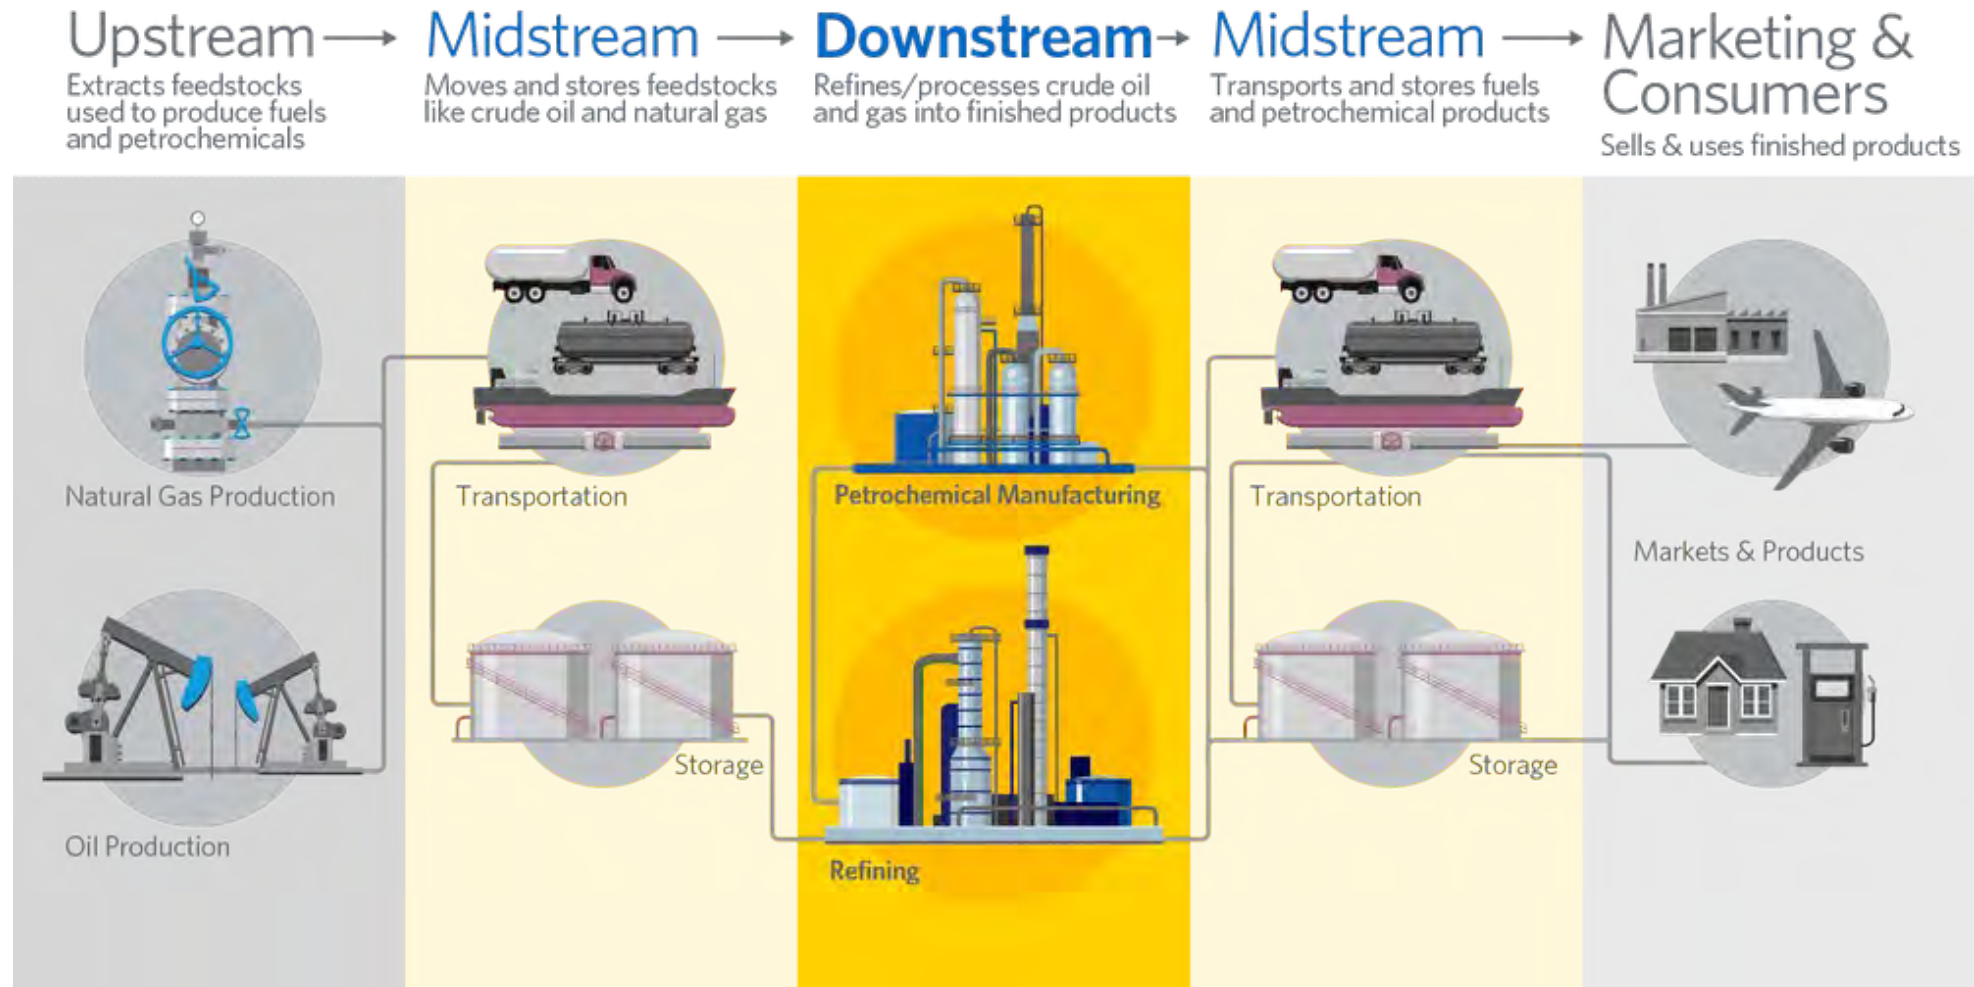 Upstream
Extracts feedstocks
used to produce fuels
and petrochemicals
Midstream
Moves and stores feedstocks
like crude oil and natural gas
Downstream
Refines/processes crude oil
and gas into finished products
Midstream
Transports and stores fuels
and petrochemical products
Marketing &
Consumers
Sells & uses finished products
Natural Gas Production
Oil Production
Transportation
Storage
Petrochemical Manufacturing
Refining
Transportation
Storage
Markets & Products